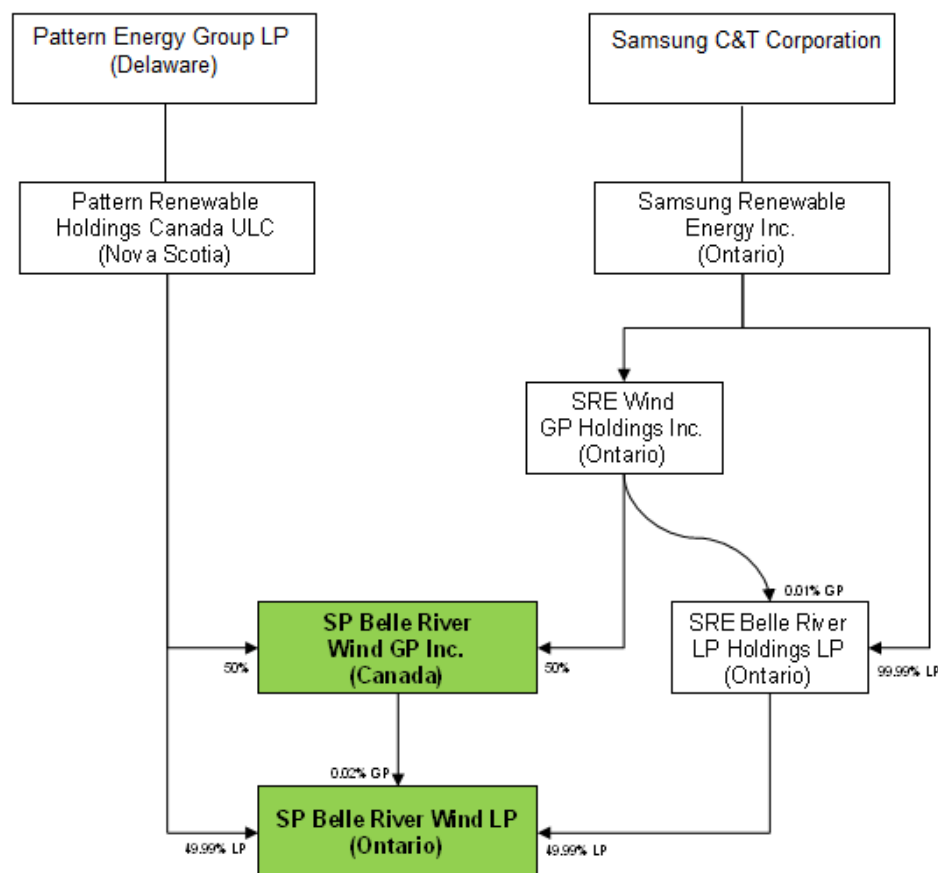 Pattern Energy Group LP
(Delaware)
Samsung C&T Corporation
Pattern Renewable
Holdings Canada ULC
(Nova Scotia)
Samsung Renewable
Energy Inc.
(Ontario)
SRE Wind
GP Holdings Inc.
(Ontario)
0.01% GP
SP Belle River
Wind GP Inc.
(Canada)
50%
50%
SRE Belle River
LP Holdings LP
(Ontario)
99.99% LP
0.02% GP
SP Belle River Wind LP
(Ontario)
49.99% LP
49.99% LP